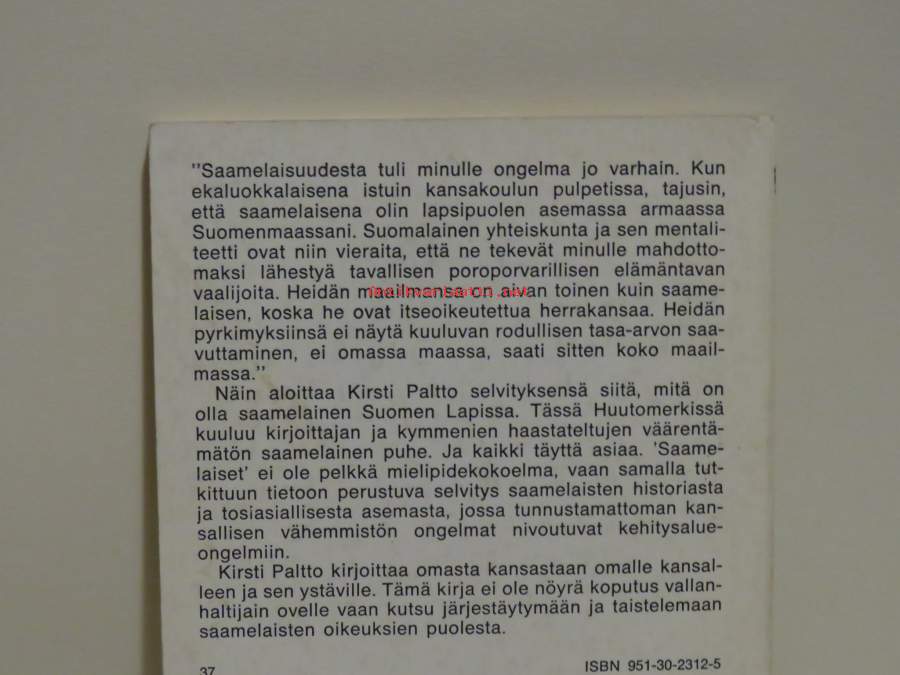 "Saamelaisuudesta tuli minulle ongelma jo varhain. Kun
ekaluokkalaisena istuin kansakoulun pulpetissa, tajusin,
että saamelaisena olin lapsipuolen asemassa armaassa
Suomenmaassani. Suomalainen yhteiskunta ja sen mentali-
teetti ovat niin vieraita, että ne tekevät minulle mahdotto-
maksi lähestyä tavallisen poroporvarillisen elämäntavan
vaalijoita. Heidän maailmansa on aivan toinen kuin saame-
laisen, koska he ovat itseoikeutettua herrakansaa. Heidän
pyrkimyksiinsä ei näytä kuuluvan rodullisen tasa-arvon saa-
vuttaminen, ei omassa maassa, saati sitten koko maail-
massa."
Näin aloittaa Kirsti Paltto selvityksensä siitä, mitä on
olla saamelainen Suomen Lapissa. Tässä Huutomerkissä
kuuluu kirjoittajan ja kymmenien haastateltujen väärentä-
mätön saamelainen puhe. Ja kaikki täyttä asiaa. 'Saame-
laiset' ei ole pelkkä mielipidekokoelma, vaan samalla tut-
kittuun tietoon perustuva selvitys saamelaisten historiasta
ja tosiasiallisesta asemasta, jossa tunnustamattoman kan-
sallisen vähemmistön ongelmat nivoutuvat kehitysalue-
ongelmiin.
Kirsti Paltto kirjoittaa omasta kansastaan omalle kansal-
leen ja sen ystäville. Tämä kirja ei ole nöyrä koputus vallan-
haltijain ovelle vaan kutsu järjestäytymään ja taistelemaan
saamelaisten oikeuksien puolesta.
37 ISBN 951-30-2312-5